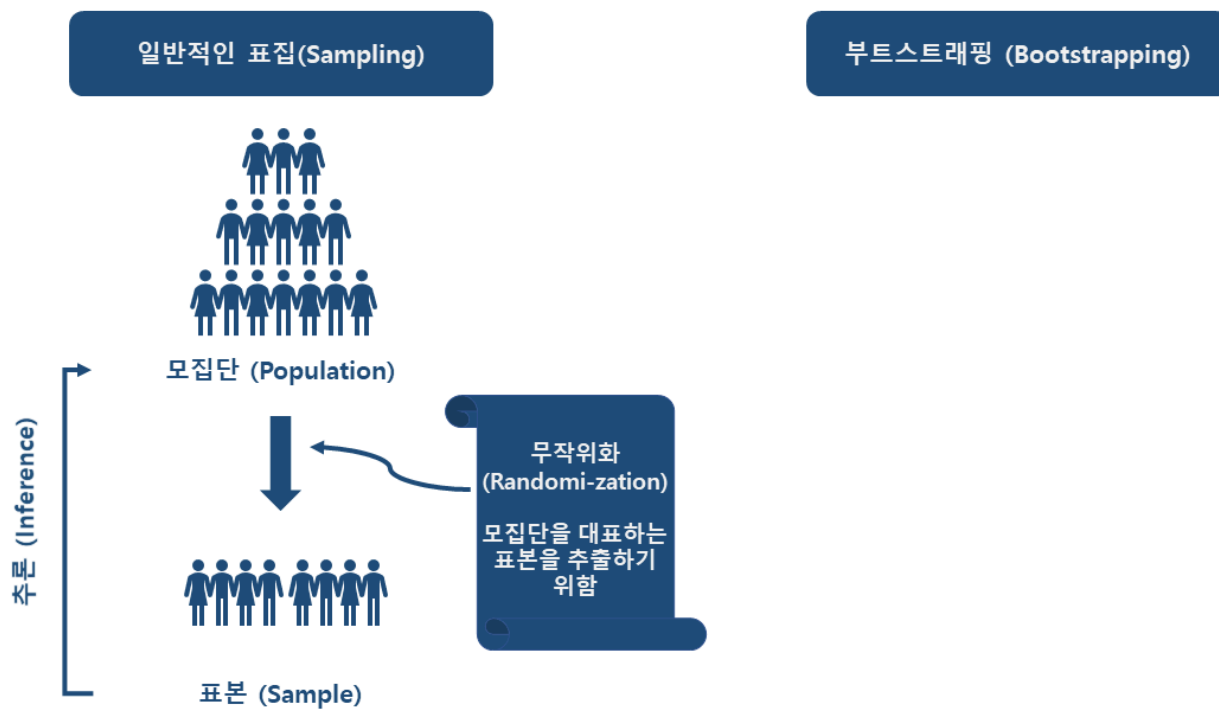 일반적인 표집(Sampling)
부트스트래핑 (Bootstrapping)
모집단 (Population)
추론 (Inference)
무작위화
(Randomi-zation)
모집단을 대표하는
표본을 추출하기
위함
표본 (Sample)